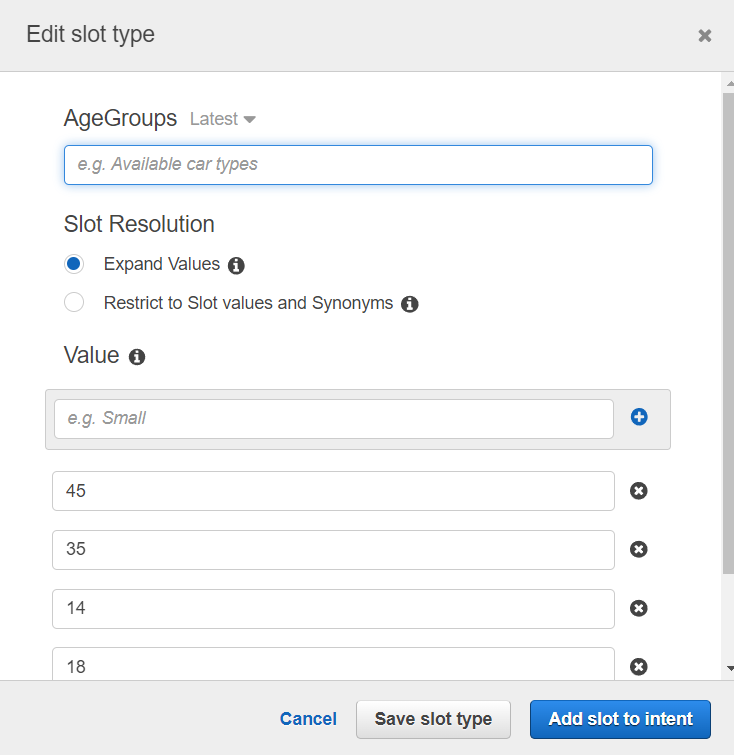 Edit slot type
AgeGroups Latest
e.g. Available car types
Slot Resolution
Expand Values
Restrict to Slot values and Synonyms
Value
e.g. Small
45
35
14
18
Cancel Save slot type Add slot to intent